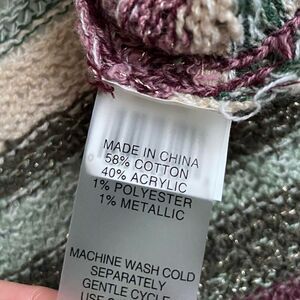 MADE IN CHINA
58% COTTON
40% ACRYLIC
1% POLYESTER
1% METALLIC
MACHINE WASH COLD
SEPARATELY
GENTLE CYCLE